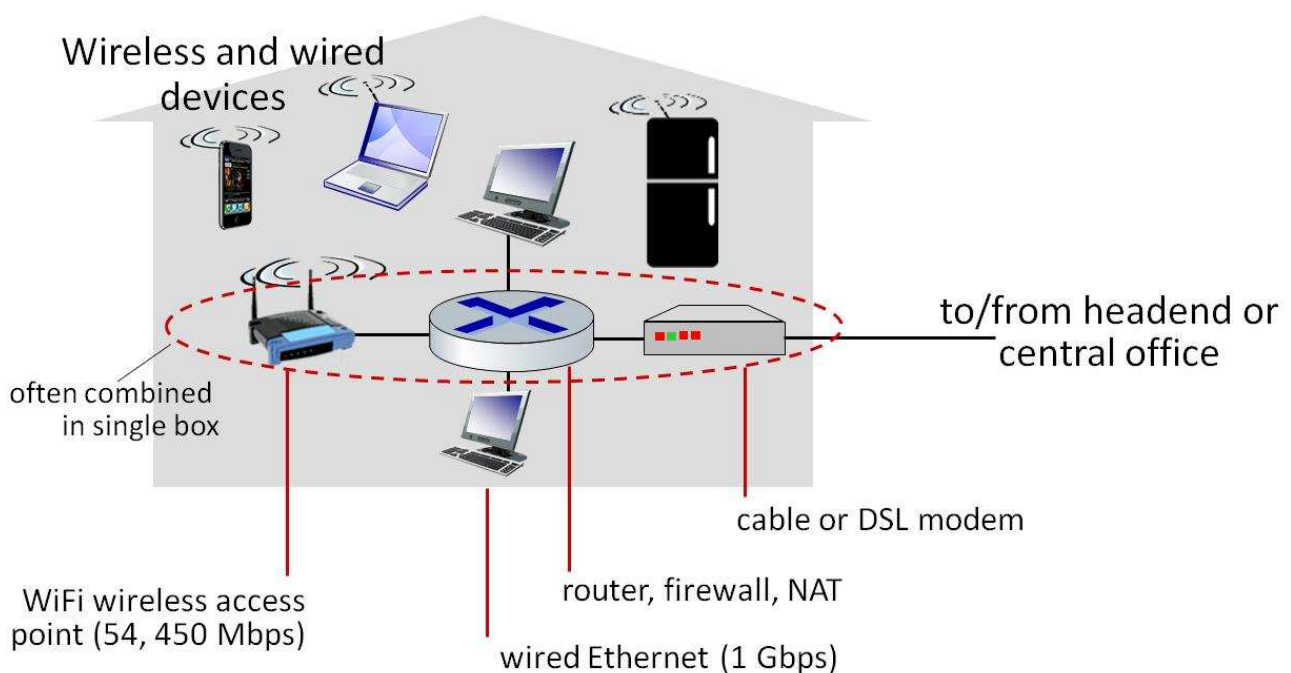 Wireless and wired
devices
to/from headend or
central office
often combined
in single box
cable or DSL modem
router, firewall, NAT
WiFi wireless access
point (54, 450 Mbps)
wired Ethernet (1 Gbps)